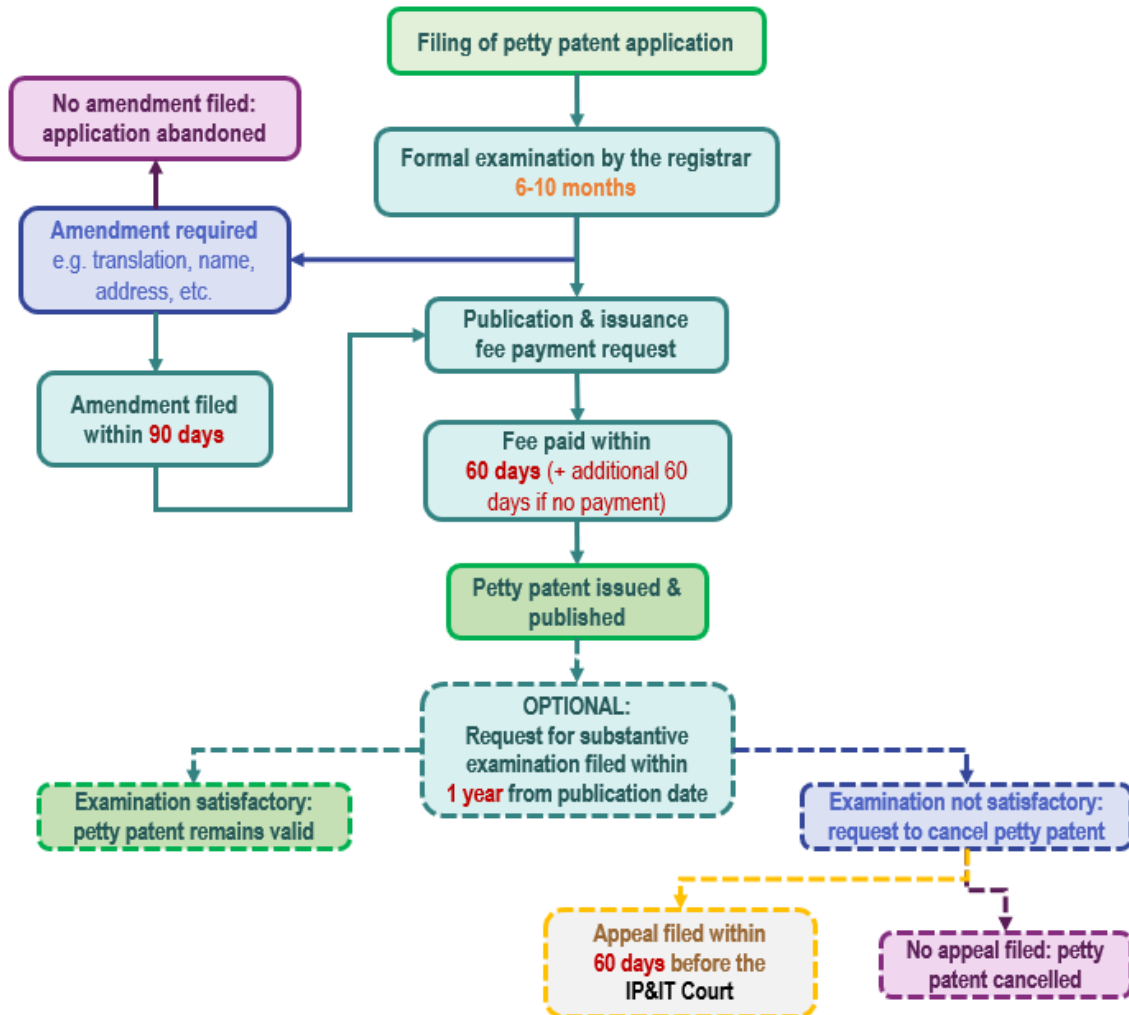 Filing of petty patent application
No amendment filed:
application abandoned
Formal examination by the registrar
6-10 months
Amendment required
e.g. translation, name,
address, etc.
Publication & issuance
fee payment request
Amendment filed
within 90 days
Fee paid within
60 days (+ additional 60
days if no payment)
Petty patent issued &
published
OPTIONAL:
Request for substantive
examination filed within
1 year from publication date
Examination satisfactory:
petty patent remains valid
Examination not satisfactory:
request to cancel petty patent
Appeal filed within
60 days before the
IP&IT Court
No appeal filed: petty
patent cancelled